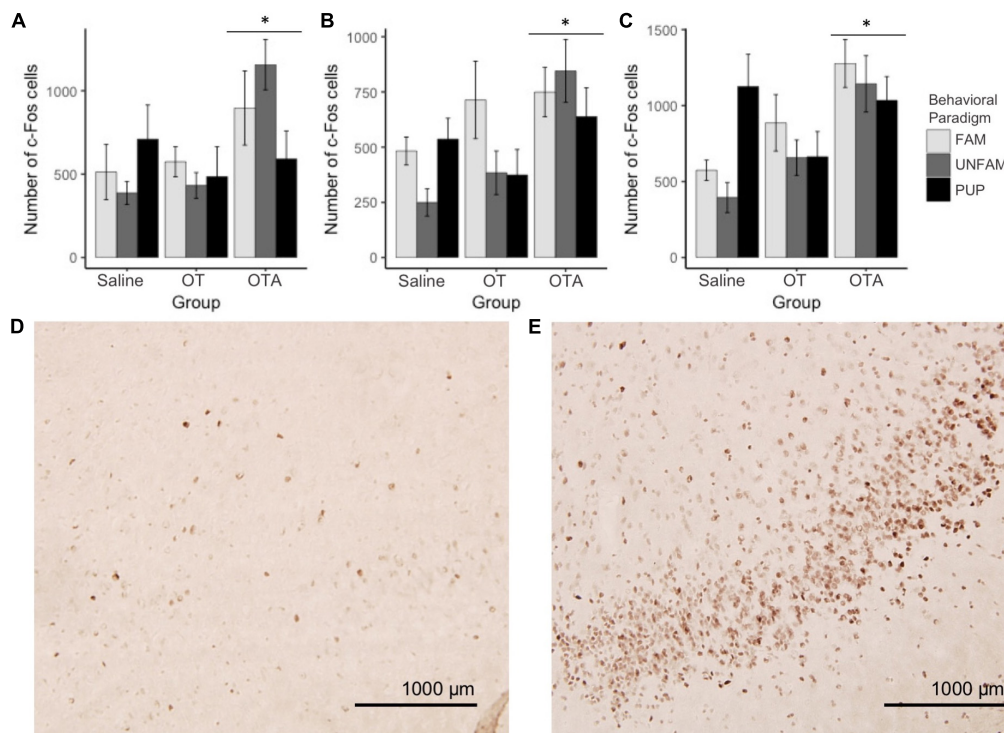 A
Number of c-Fos cells
1000
500
0
*
Saline OT OTA
Group
B
Number of c-Fos cells
1000
750
500
250
0
*
Saline OT OTA
Group
C
Number of c-Fos cells
1500
1000
500
0
*
Saline OT OTA
Group
Behavioral
Paradigm
FAM
UNFAM
PUP
D
1000 µm
E
1000 µm